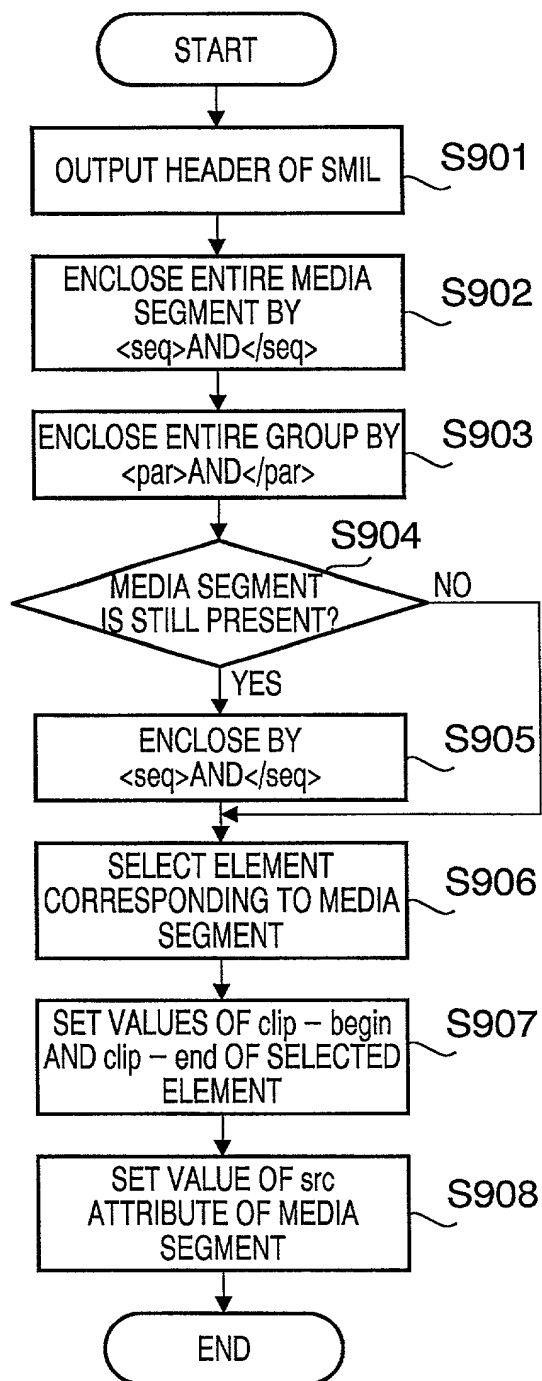 START
OUTPUT HEADER OF SMIL
S901
ENCLOSE ENTIRE MEDIA
SEGMENT BY
<seq>AND</seq>
S902
ENCLOSE ENTIRE GROUP BY
<par>AND</par>
S903
S904
MEDIA SEGMENT
IS STILL PRESENT?
NO
YES
ENCLOSE BY
<seq>AND</seq>
S905
SELECT ELEMENT
CORRESPONDING TO MEDIA
SEGMENT
S906
SET VALUES OF clip – begin
AND clip – end OF SELECTED
ELEMENT
S907
SET VALUE OF src
ATTRIBUTE OF MEDIA
SEGMENT
S908
END